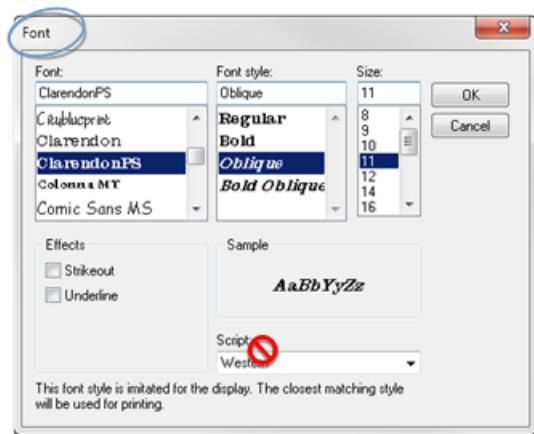 Font
Font: Font style: Size:
ClarendonPS Oblique 11 OK
Cityblueprint Regular 8
Clarendon Bold 9
ClarendonPS Oblique 10
Colonna MT Bold Oblique 11
Comic Sans MS 12
14
16
Cancel
Effects
Strikeout
Underline
Sample
AaBbYyZz
Script:
This font style is imitated for the display. The closest matching style
will be used for printing.